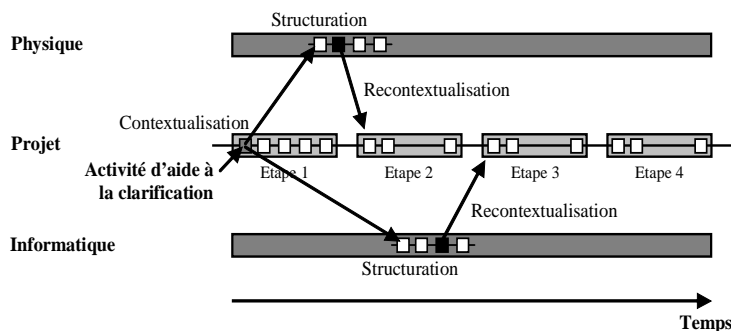 Structuration
Physique
Recontextualisation
Contextualisation
Projet
Activité d'aide à
la clarification
Etape 1
Etape 2
Etape 3
Etape 4
Recontextualisation
Informatique
Structuration
Temps